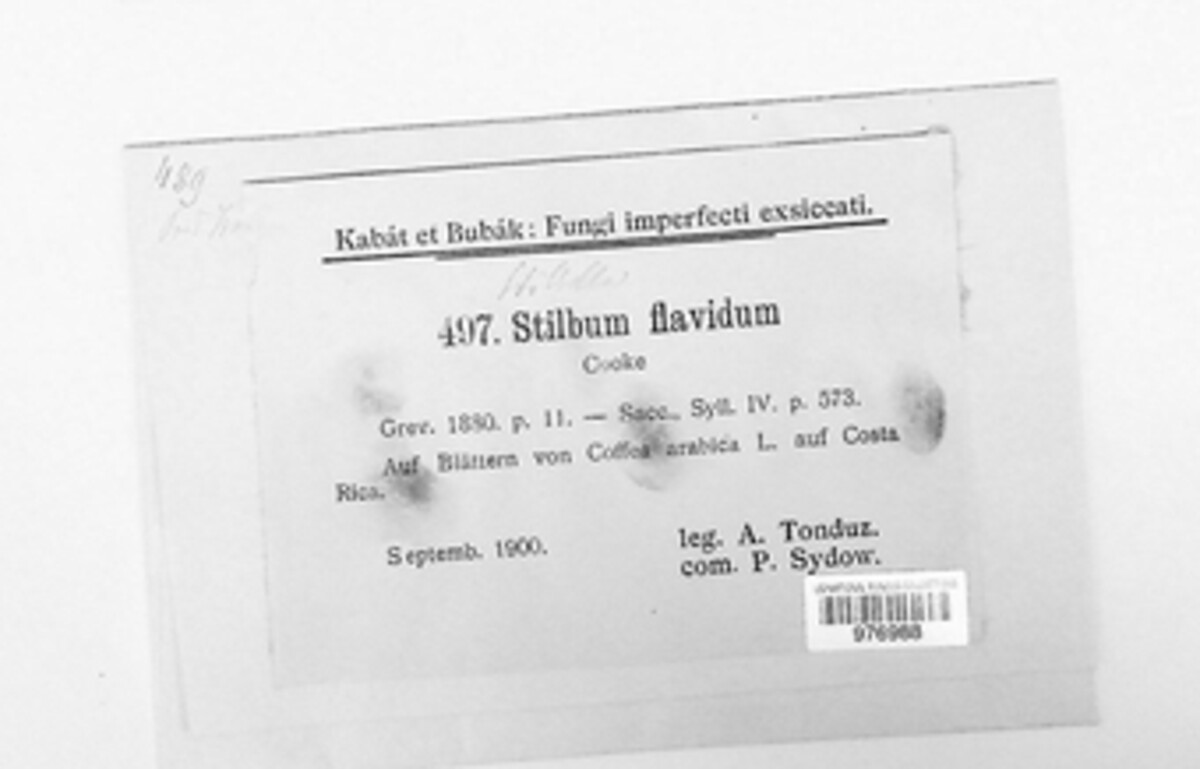 489
Kabát et Bubák: Fungi imperfecti exsiccati.
497. Stilbum flavidum
Cooke
Grev. 1880. p. 11. — Sacc., Syll. IV. p. 573.
Auf Blättern von Coffea arabica L. auf Costa
Rica.
Septemb. 1900.
leg. A. Tonduz.
com. P. Sydow.
976988